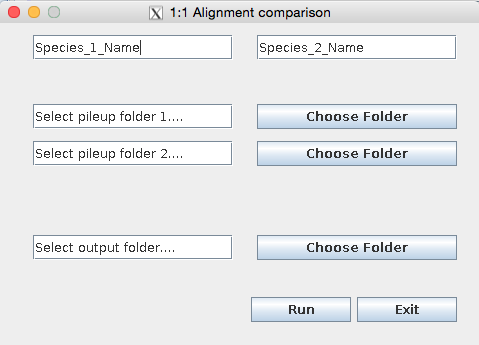 1:1 Alignment comparison
Species_1_Name
Species_2_Name
Select pileup folder 1....
Choose Folder
Select pileup folder 2....
Choose Folder
Select output folder....
Choose Folder
Run
Exit